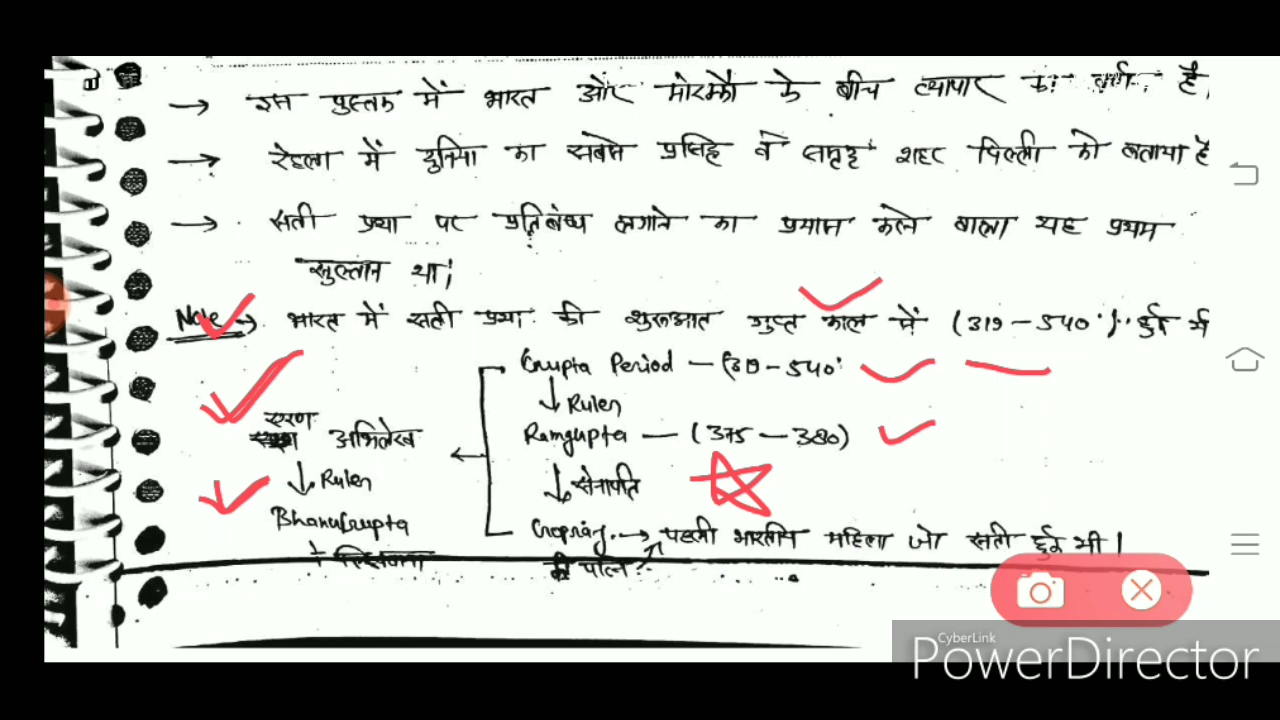 → इस पुस्तक में भारत और मोरक्को के बीच व्यापार का वर्णन है।
→ रेहला में दुनिया का सबसे प्रसिद्ध व समृद्ध शहर दिल्ली को बताया है
→ सती प्रथा पर प्रतिबंध लगाने का प्रयास करने वाला यह प्रथम
सुल्तान था।
Note → भारत में सती प्रथा की शुरुआत गुप्त काल में (319 - 540) हुई थी
Gupta Period — (319 - 540
↓ Ruler
एरण अभिलेख ← Ramgupta — (375 - 380)
↓ Ruler
↓ सेनापति
BhanuGupta
→ पहली भारतीय महिला जो सती हुई थी।
की पत्नि
CyberLink
PowerDirector